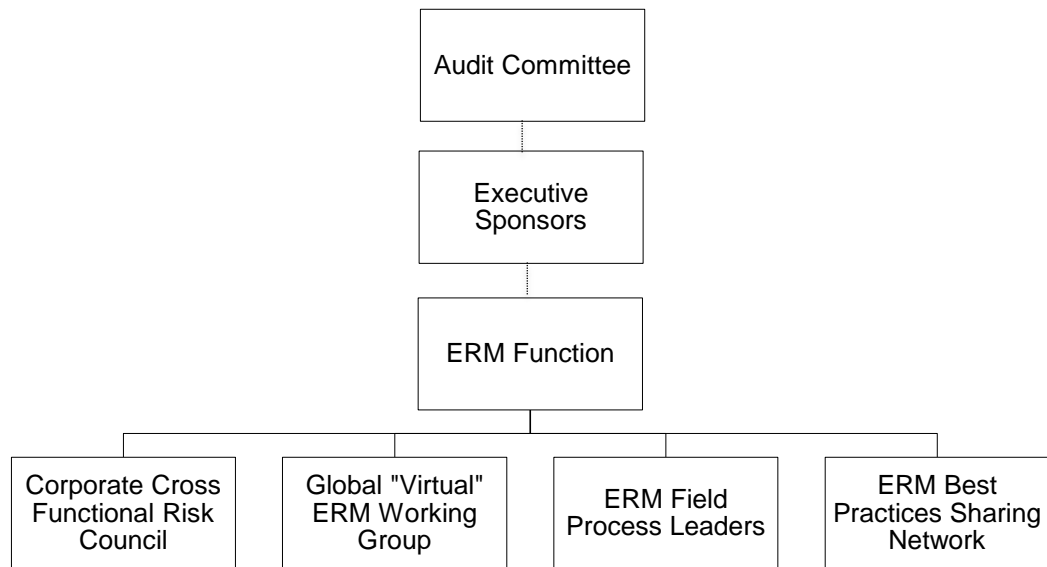 Audit Committee
Executive
Sponsors
ERM Function
Corporate Cross
Functional Risk
Council
Global "Virtual"
ERM Working
Group
ERM Field
Process Leaders
ERM Best
Practices Sharing
Network